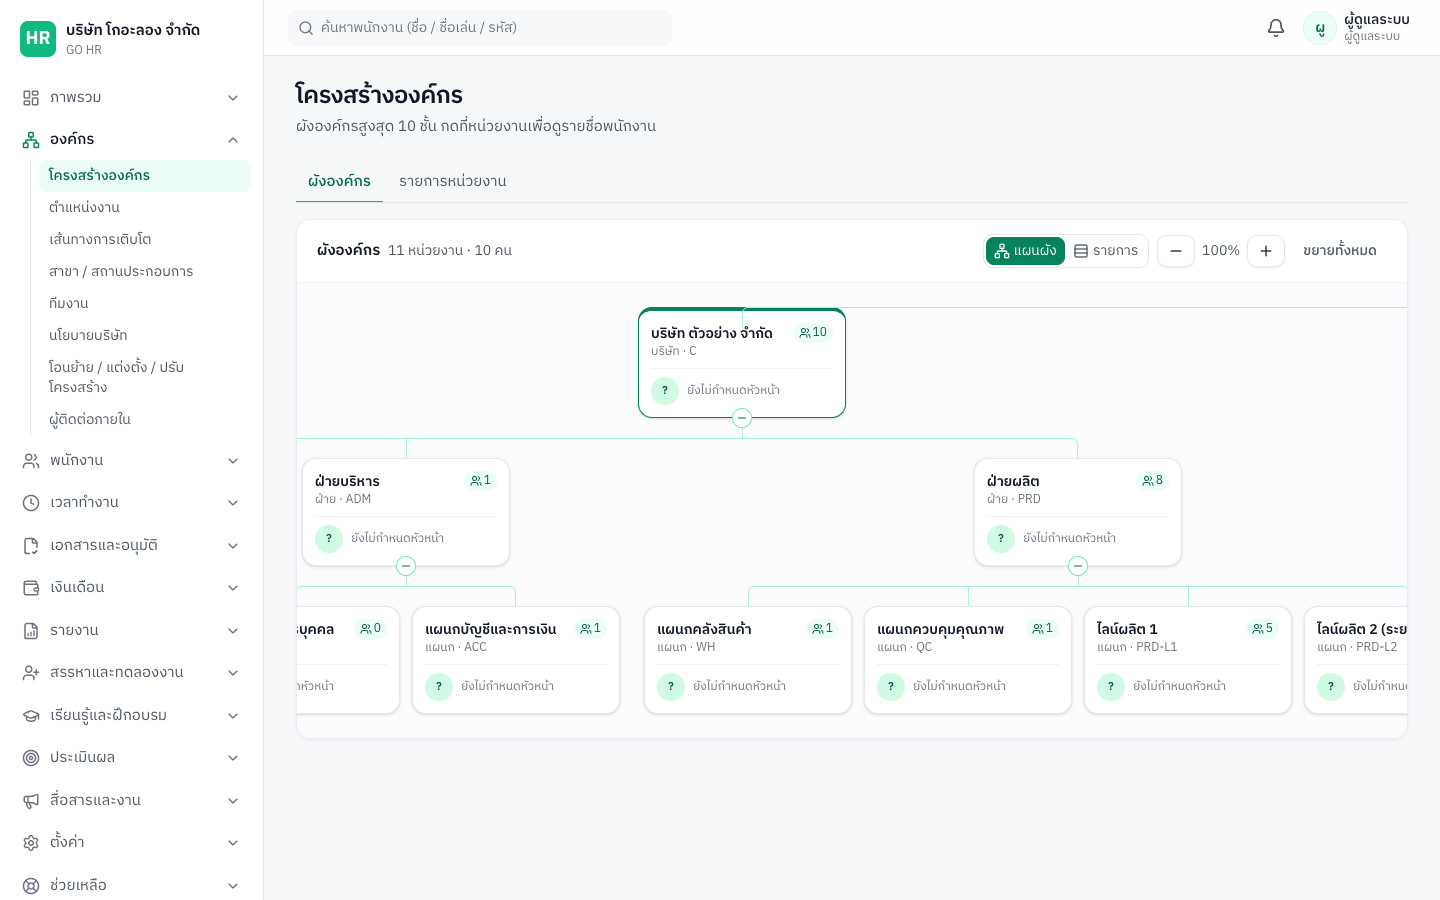 HR
บริษัท โกอะลอง จำกัด
GO HR
ค้นหาพนักงาน (ชื่อ / ชื่อเล่น / รหัส)
ผู้
ผู้ดูแลระบบ
ผู้ดูแลระบบ
ภาพรวม
องค์กร
โครงสร้างองค์กร
ตำแหน่งงาน
เส้นทางการเติบโต
สาขา / สถานประกอบการ
ทีมงาน
นโยบายบริษัท
โอนย้าย / แต่งตั้ง / ปรับ
โครงสร้าง
ผู้ติดต่อภายใน
พนักงาน
เวลาทำงาน
เอกสารและอนุมัติ
เงินเดือน
รายงาน
สรรหาและทดลองงาน
เรียนรู้และฝึกอบรม
ประเมินผล
สื่อสารและงาน
ตั้งค่า
ช่วยเหลือ
โครงสร้างองค์กร
ผังองค์กรสูงสุด 10 ชั้น กดที่หน่วยงานเพื่อดูรายชื่อพนักงาน
ผังองค์กร รายการหน่วยงาน
ผังองค์กร 11 หน่วยงาน · 10 คน
แผนผัง รายการ 100% ขยายทั้งหมด
บริษัท ตัวอย่าง จำกัด 10
บริษัท · C
? ยังไม่กำหนดหัวหน้า
ฝ่ายบริหาร 1
ฝ่าย · ADM
? ยังไม่กำหนดหัวหน้า
ฝ่ายผลิต 8
ฝ่าย · PRD
? ยังไม่กำหนดหัวหน้า
บุคคล 0
หัวหน้า
แผนกบัญชีและการเงิน 1
แผนก · ACC
? ยังไม่กำหนดหัวหน้า
แผนกคลังสินค้า 1
แผนก · WH
? ยังไม่กำหนดหัวหน้า
แผนกควบคุมคุณภาพ 1
แผนก · QC
? ยังไม่กำหนดหัวหน้า
ไลน์ผลิต 1 5
แผนก · PRD-L1
? ยังไม่กำหนดหัวหน้า
ไลน์ผลิต 2 (ระย
แผนก · PRD-L2
? ยังไม่กำหน